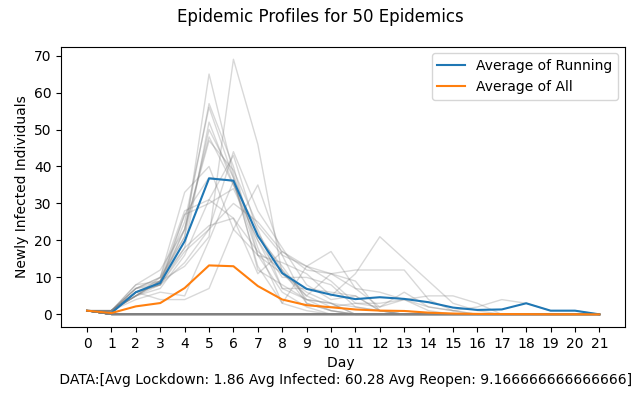 Epidemic Profiles for 50 Epidemics
Newly Infected Individuals
70
60
50
40
30
20
10
0
Average of Running
Average of All
0 1 2 3 4 5 6 7 8 9 10 11 12 13 14 15 16 17 18 19 20 21
Day
DATA:[Avg Lockdown: 1.86 Avg Infected: 60.28 Avg Reopen: 9.166666666666666]